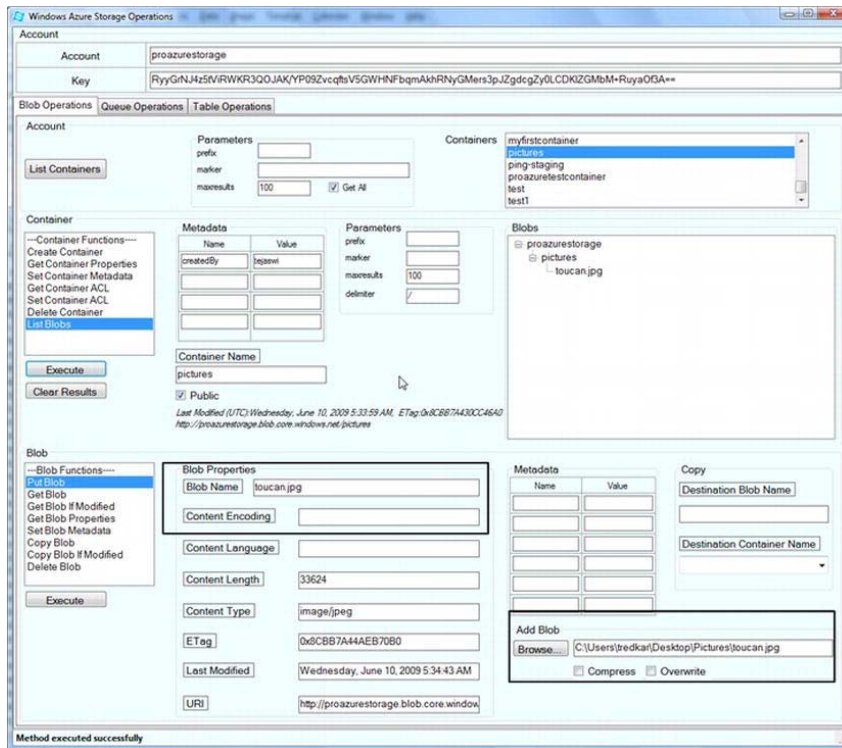 Windows Azure Storage Operations
Account
Account
proazurestorage
Key
Blob Operations
Queue Operations
Table Operations
Account
List Containers
Parameters
prefix
marker
maxresults
100
Get All
Containers
myfirstcontainer
pictures
ping-staging
proazuretestcontainer
test
test1
Container
---Container Functions----
Create Container
Get Container Properties
Set Container Metadata
Get Container ACL
Set Container ACL
Delete Container
List Blobs
Execute
Clear Results
Metadata
Name
Value
createdBy
tejaswi
Container Name
pictures
Public
Last Modified (UTC):Wednesday, June 10, 2009 5:33:59 AM, ETag:0x8CBB7A430CC46A0
http://proazurestorage.blob.core.windows.net/pictures
Parameters
prefix
marker
maxresults
100
delimiter
/
Blobs
proazurestorage
pictures
toucan.jpg
Blob
---Blob Functions----
Put Blob
Get Blob
Get Blob If Modified
Get Blob Properties
Set Blob Metadata
Copy Blob
Copy Blob If Modified
Delete Blob
Execute
Blob Properties
Blob Name
toucan.jpg
Content Encoding
Content Language
Content Length
33624
Content Type
image/jpeg
ETag
0x8CBB7A44AEB70B0
Last Modified
Wednesday, June 10, 2009 5:34:43 AM
URI
http://proazurestorage.blob.core.window
Metadata
Name
Value
Copy
Destination Blob Name
Destination Container Name
Add Blob
Browse...
C:\Users\tredkar\Desktop\Pictures\toucan.jpg
Compress
Overwrite
Method executed successfully